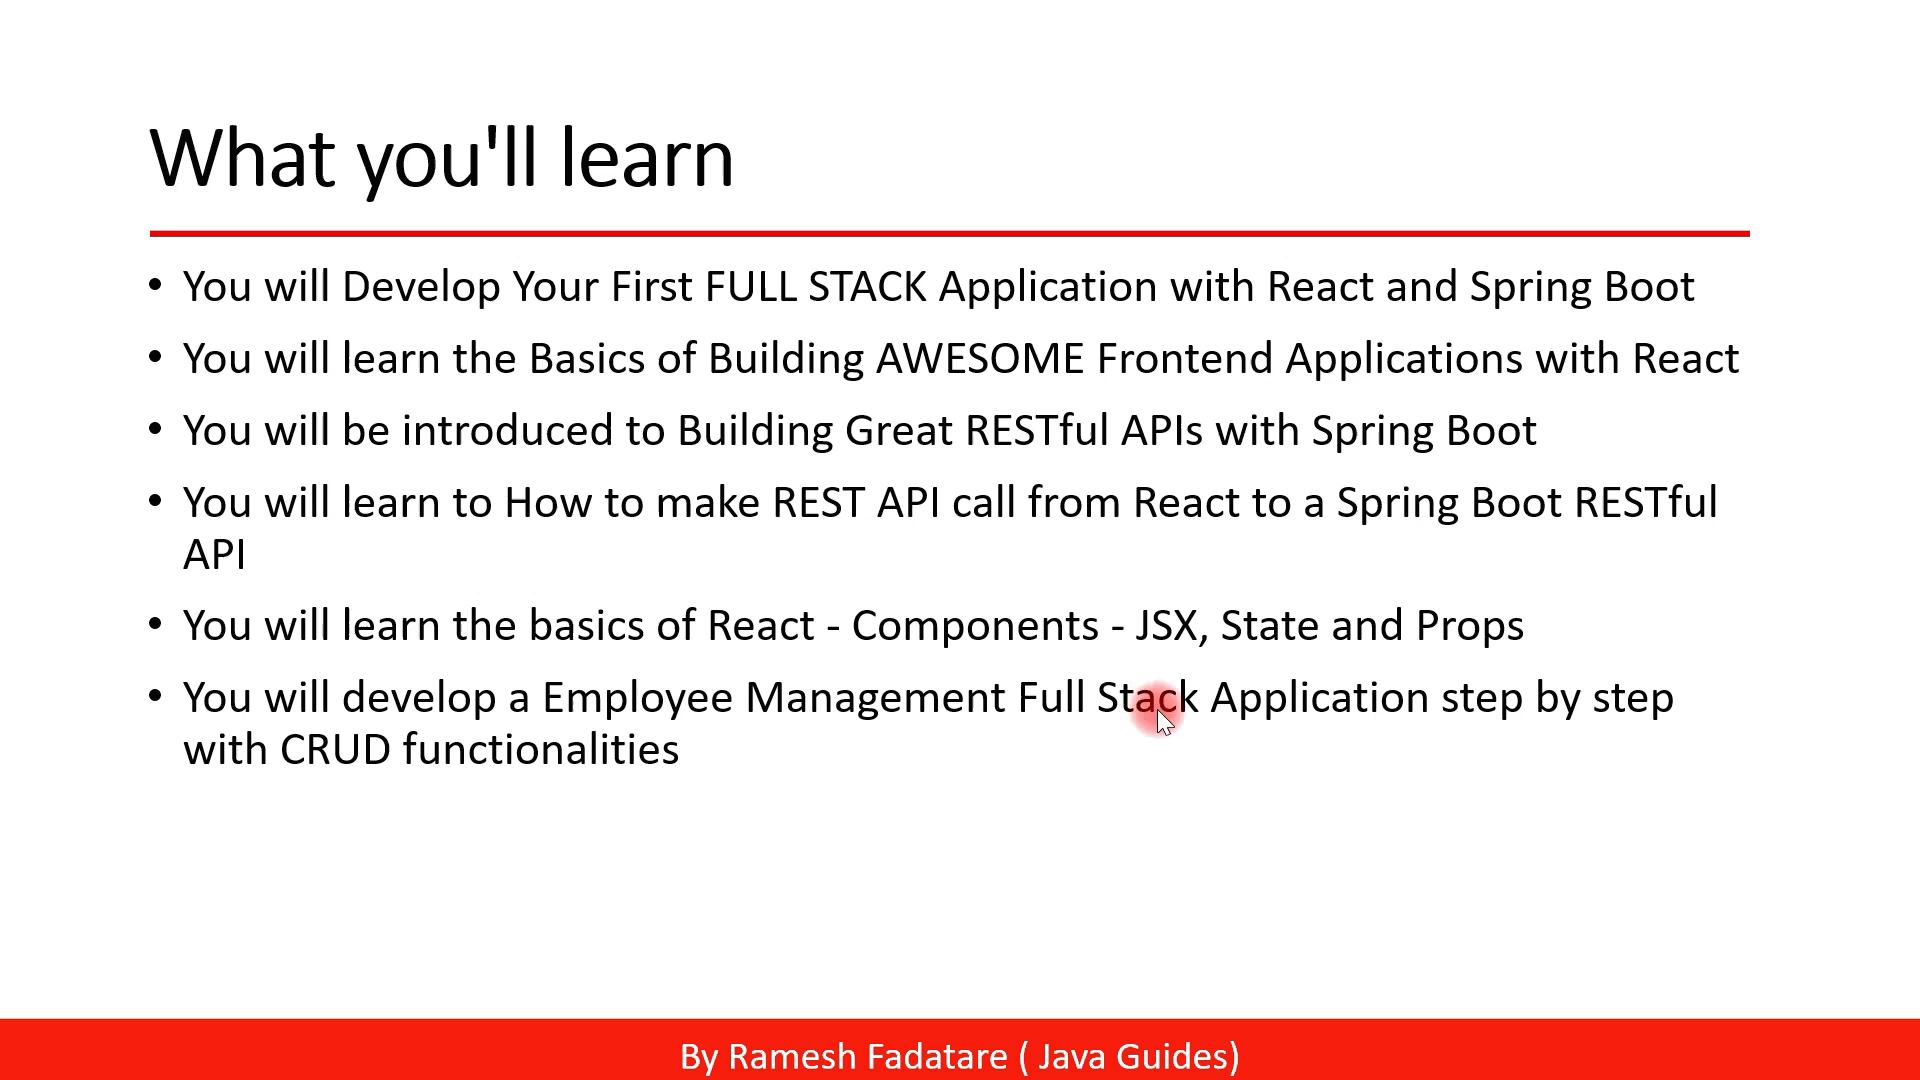 What you'll learn
• You will Develop Your First FULL STACK Application with React and Spring Boot
• You will learn the Basics of Building AWESOME Frontend Applications with React
• You will be introduced to Building Great RESTful APIs with Spring Boot
• You will learn to How to make REST API call from React to a Spring Boot RESTful
API
• You will learn the basics of React - Components - JSX, State and Props
• You will develop a Employee Management Full Stack Application step by step
with CRUD functionalities
By Ramesh Fadatare ( Java Guides)